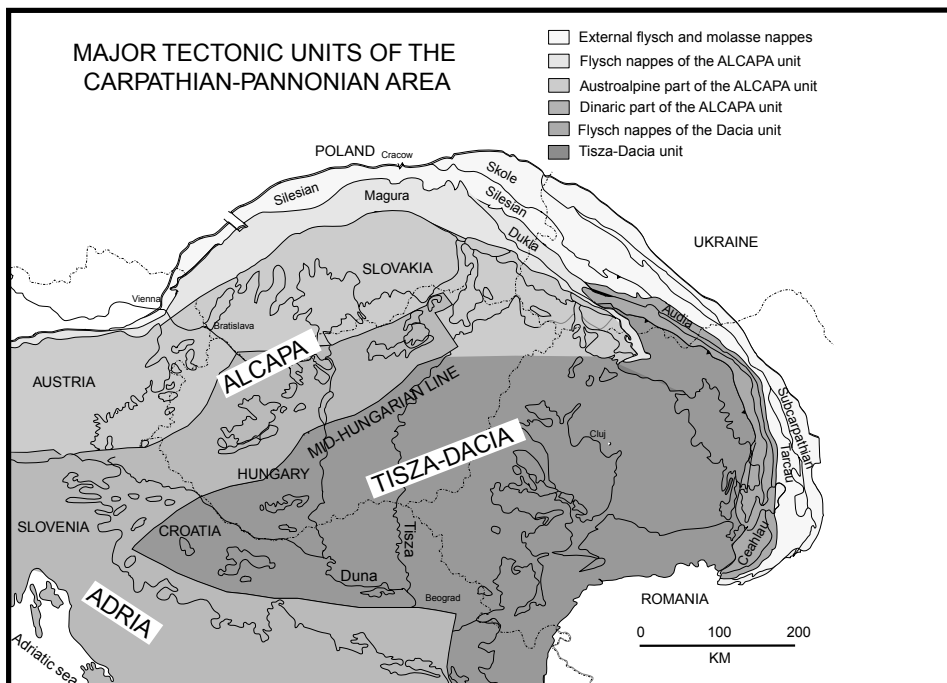 MAJOR TECTONIC UNITS OF THE
CARPATHIAN-PANNONIAN AREA
External flysch and molasse nappes
Flysch nappes of the ALCAPA unit
Austroalpine part of the ALCAPA unit
Dinaric part of the ALCAPA unit
Flysch nappes of the Dacia unit
Tisza-Dacia unit
POLAND
Cracow
Skole
Silesian
Magura
Silesian
Dukla
UKRAINE
SLOVAKIA
Vienna
Bratislava
Audia
ALCAPA
AUSTRIA
MID-HUNGARIAN LINE
Subcarpathian
TISZA-DACIA
Cluj
Tarcau
HUNGARY
SLOVENIA
CROATIA
Tisza
Ceahlau
Duna
Beograd
ROMANIA
ADRIA
Adriatic sea
0
100
200
KM